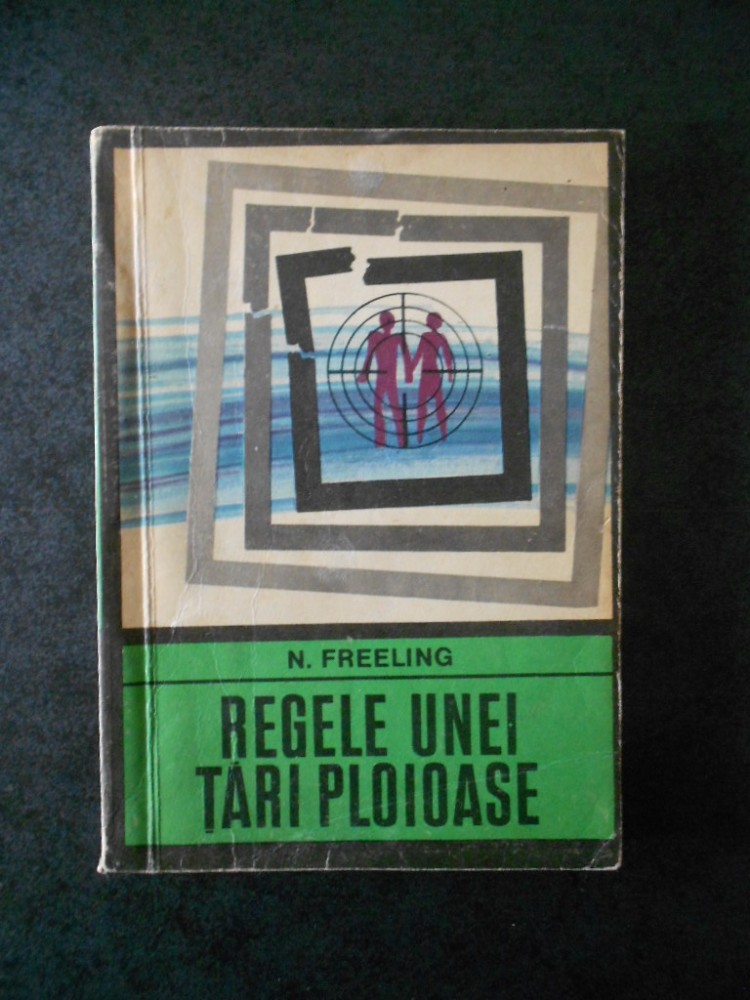 N. FREELING
REGELE UNEI
ȚĂRI PLOIOASE